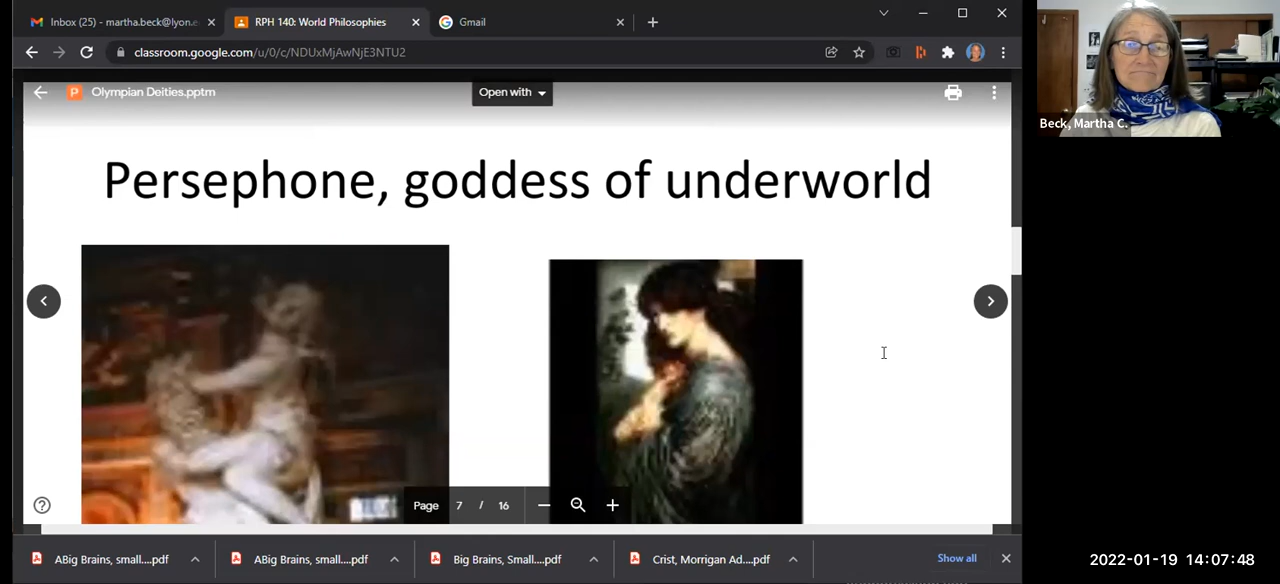 Inbox (25) - martha.beck@lyon.e
RPH 140: World Philosophies
Gmail
classroom.google.com/u/0/c/NDUxMjAwNjE3NTU2
Olympian Deities.pptm
Open with
Beck, Martha C.
Persephone, goddess of underworld
Page 7 / 16
ABig Brains, small....pdf
ABig Brains, small....pdf
Big Brains, Small....pdf
Crist, Morrigan Ad....pdf
Show all
2022-01-19 14:07:48